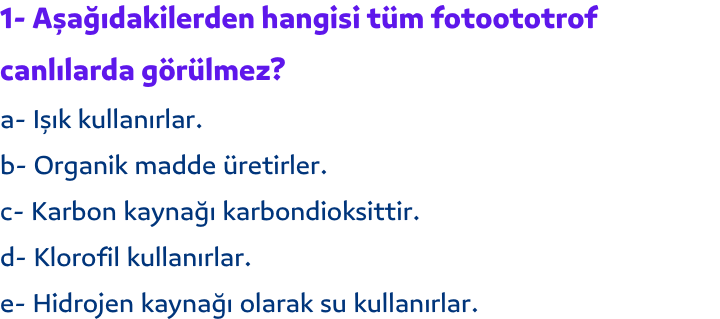 1- Aşağıdakilerden hangisi tüm fotoototrof
canlılarda görülmez?
a- Işık kullanırlar.
b- Organik madde üretirler.
c- Karbon kaynağı karbondioksittir.
d- Klorofil kullanırlar.
e- Hidrojen kaynağı olarak su kullanırlar.